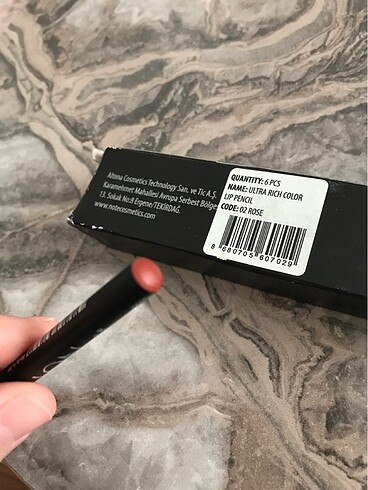 Altona Cosmetics Technology San. ve Tic A.Ş.
Karamehmet Mahallesi Avrupa Serbest Bölge
13. Sokak No:8 Ergene/TEKİRDAĞ.
www.notecosmetics.com
QUANTITY: 6 PCS
NAME: ULTRA RICH COLOR
LIP PENCIL
CODE: 02 ROSE
8 680705 607029